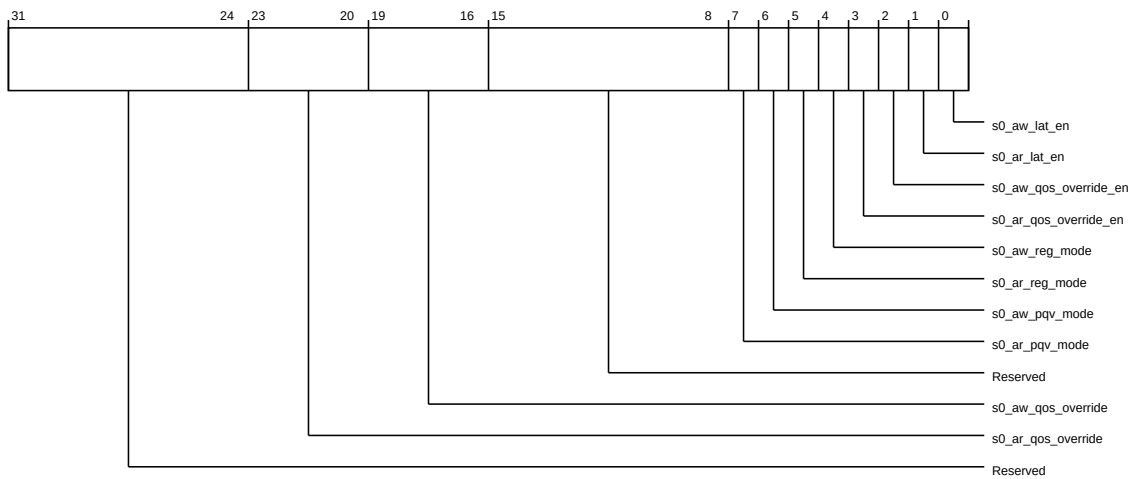 31 24 23 20 19 16 15 8 7 6 5 4 3 2 1 0
s0_aw_lat_en
s0_ar_lat_en
s0_aw_qos_override_en
s0_ar_qos_override_en
s0_aw_reg_mode
s0_ar_reg_mode
s0_aw_pqv_mode
s0_ar_pqv_mode
Reserved
s0_aw_qos_override
s0_ar_qos_override
Reserved